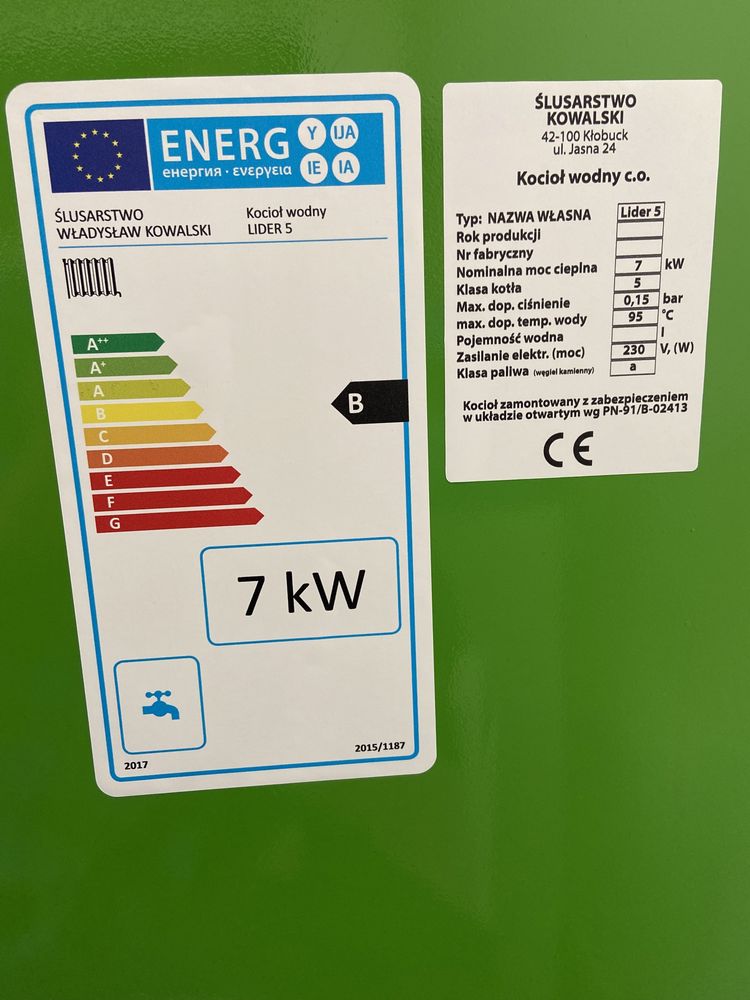 ENERG Y IJA
енергия · ενεργεια IE IA
ŚLUSARSTWO
WŁADYSŁAW KOWALSKI
Kocioł wodny
LIDER 5
A++
A+
A
B
C
D
E
F
G
B
7 kW
2017
2015/1187
ŚLUSARSTWO
KOWALSKI
42-100 Kłobuck
ul. Jasna 24
Kocioł wodny c.o.
Typ: NAZWA WŁASNA Lider 5
Rok produkcji
Nr fabryczny
Nominalna moc cieplna 7 kW
Klasa kotła 5
Max. dop. ciśnienie 0,15 bar
max. dop. temp. wody 95 °C
Pojemność wodna l
Zasilanie elektr. (moc) 230 V, (W)
Klasa paliwa (węgiel kamienny) a
Kocioł zamontowany z zabezpieczeniem
w układzie otwartym wg PN-91/B-02413
CE